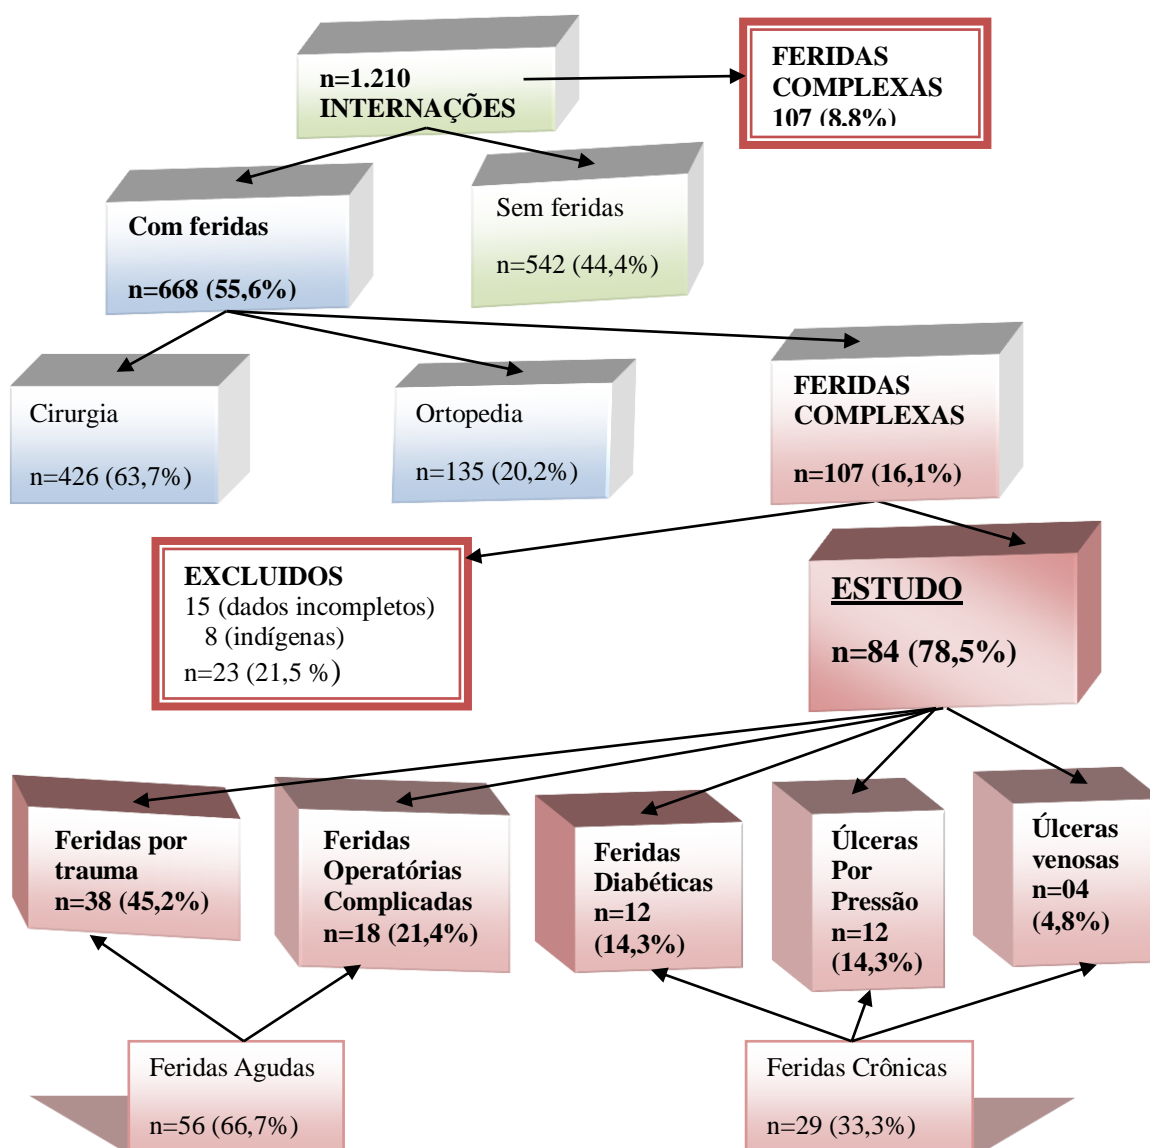 n=1.210
INTERNAÇÕES
FERIDAS
COMPLEXAS
107 (8.8%)
Com feridas
n=668 (55,6%)
Sem feridas
n=542 (44,4%)
Cirurgia
n=426 (63,7%)
Ortopedia
n=135 (20,2%)
FERIDAS
COMPLEXAS
n=107 (16,1%)
EXCLUIDOS
15 (dados incompletos)
8 (indígenas)
n=23 (21,5 %)
ESTUDO
n=84 (78,5%)
Feridas por
trauma
n=38 (45,2%)
Feridas
Operatórias
Complicadas
n=18 (21,4%)
Feridas
Diabéticas
n=12
(14,3%)
Úlceras
Por
Pressão
n=12
(14,3%)
Úlceras
venosas
n=04
(4,8%)
Feridas Agudas
n=56 (66,7%)
Feridas Crônicas
n=29 (33,3%)